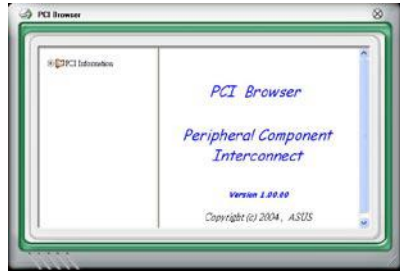 PCI Browser
PCI Information
PCI Browser
Peripheral Component
Interconnect
Version 1.00.00
Copyright (c) 2004, ASUS